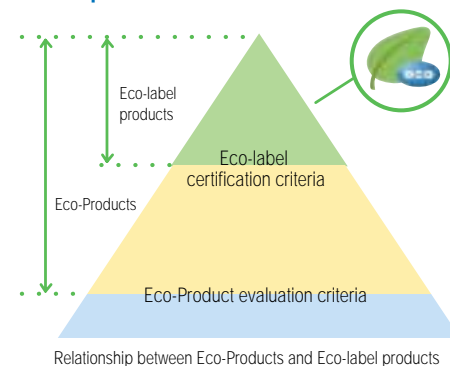 Eco-label
products
Eco-label
certification criteria
Eco-Products
Eco-Product evaluation criteria
Relationship between Eco-Products and Eco-label products